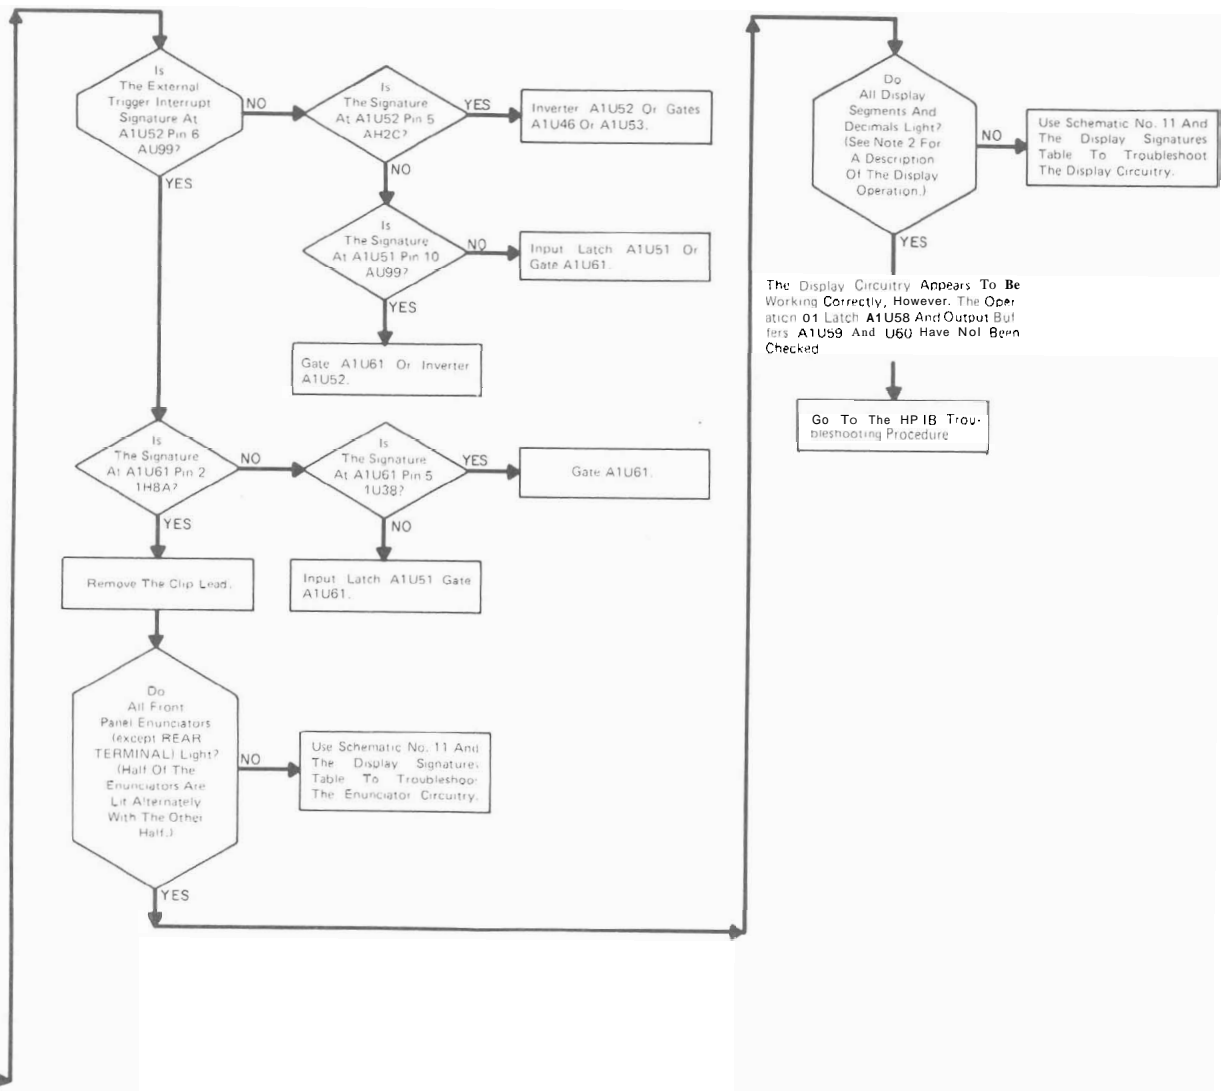 Is
The External
Trigger Interrupt
Signature At
A1U52 Pin 6
AU99?
NO
YES
Is
The Signature
At A1U52 Pin 5
AH2C?
YES
NO
Inverter A1U52 Or Gates
A1U46 Or A1U53.
Is
The Signature
At A1U51 Pin 10
AU99?
NO
YES
Input Latch A1U51 Or
Gate A1U61.
Gate A1U61 Or Inverter
A1U52.
Is
The Signature
At A1U61 Pin 2
1H8A?
NO
YES
Is
The Signature
At A1U61 Pin 5
1U38?
YES
NO
Gate A1U61.
Input Latch A1U51 Gate
A1U61.
Remove The Clip Lead.
Do
All Front
Panel Enunciators
(except REAR
TERMINAL) Light?
(Half Of The
Enunciators Are
Lit Alternately
With The Other
Half.)
NO
YES
Use Schematic No. 11 And
The Display Signature
Table To Troubleshoo
The Enunciator Circuitry.
Do
All Display
Segments And
Decimals Light?
(See Note 2 For
A Description
Of The Display
Operation.)
NO
YES
Use Schematic No. 11 And
The Display Signatures
Table To Troubleshoot
The Display Circuitry.
The Display Circuitry Appears To Be
Working Correctly, However. The Oper
ation 01 Latch A1U58 And Output Buf
fers A1U59 And U60 Have Nol Been
Checked
Go To The HP IB Trou-
bleshooting Procedure